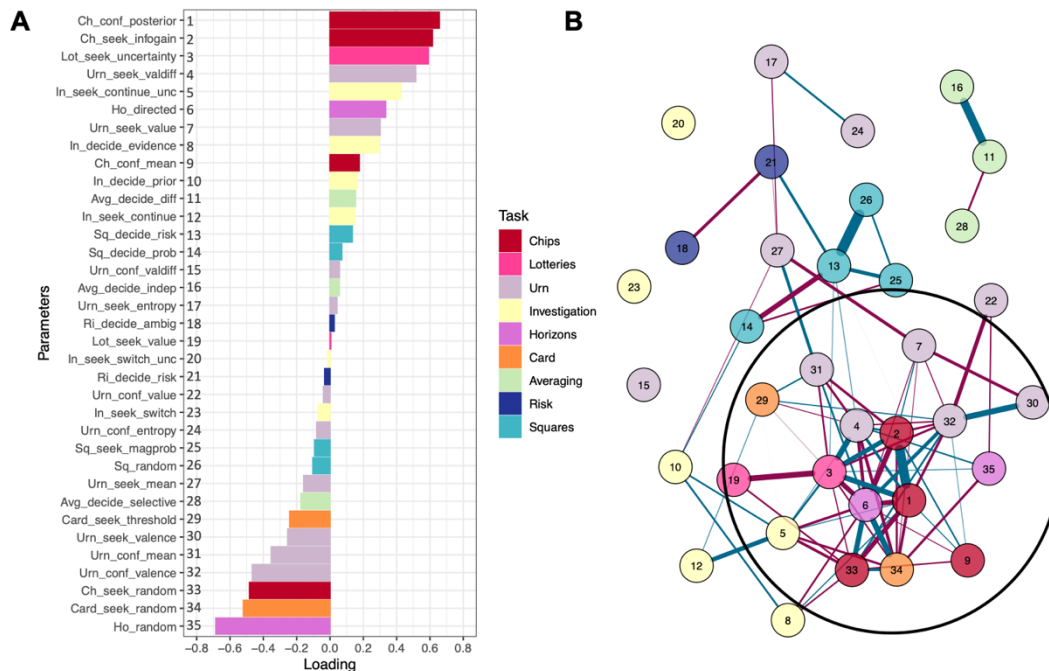 A
Parameters
Ch_conf_posterior 1
Ch_seek_infogain 2
Lot_seek_uncertainty 3
Urn_seek_valdiff 4
In_seek_continue_unc 5
Ho_directed 6
Urn_seek_value 7
In_decide_evidence 8
Ch_conf_mean 9
In_decide_prior 10
Avg_decide_diff 11
In_seek_continue 12
Sq_decide_risk 13
Sq_decide_prob 14
Urn_conf_valdiff 15
Avg_decide_indep 16
Urn_seek_entropy 17
Ri_decide_ambig 18
Lot_seek_value 19
In_seek_switch_unc 20
Ri_decide_risk 21
Urn_conf_value 22
In_seek_switch 23
Urn_conf_entropy 24
Sq_seek_magprob 25
Sq_random 26
Urn_seek_mean 27
Avg_decide_selective 28
Card_seek_threshold 29
Urn_seek_valence 30
Urn_conf_mean 31
Urn_conf_valence 32
Ch_seek_random 33
Card_seek_random 34
Ho_random 35
−0.8 −0.6 −0.4 −0.2 0.0 0.2 0.4 0.6 0.8
Loading
Task
Chips
Lotteries
Urn
Investigation
Horizons
Card
Averaging
Risk
Squares
B
17
16
20
24
11
21
26
28
18
27
13
25
23
22
14
7
31
15
29
30
4
2
32
10
3
35
19
6
1
5
9
12
33
34
8